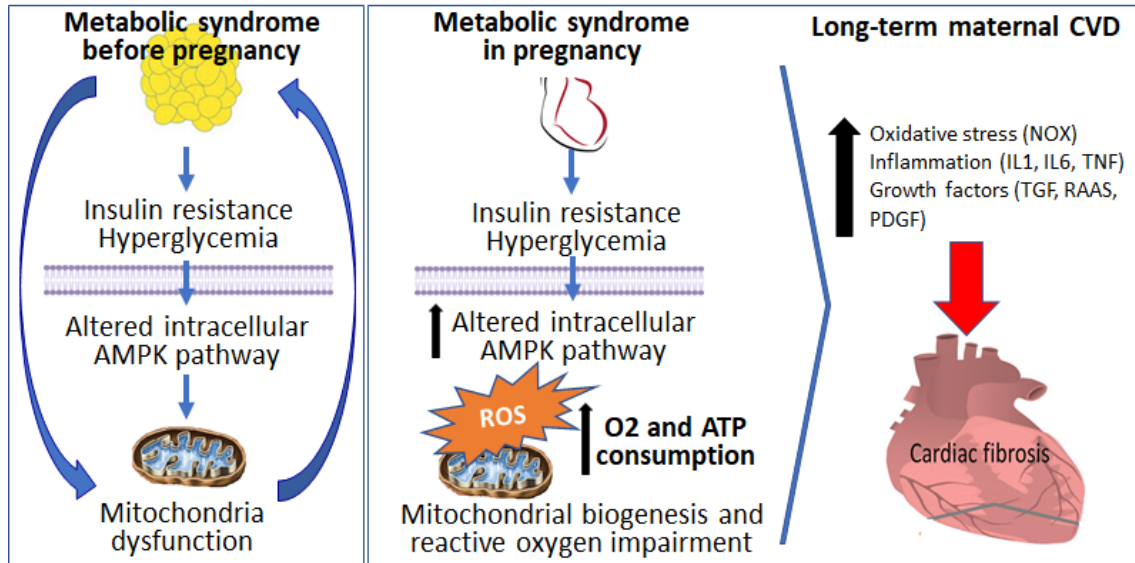 Metabolic syndrome
before pregnancy
Insulin resistance
Hyperglycemia
Altered intracellular
AMPK pathway
Mitochondria
dysfunction
Metabolic syndrome
in pregnancy
Insulin resistance
Hyperglycemia
Altered intracellular
AMPK pathway
ROS
O2 and ATP
consumption
Mitochondrial biogenesis and
reactive oxygen impairment
Long-term maternal CVD
Oxidative stress (NOX)
Inflammation (IL1, IL6, TNF)
Growth factors (TGF, RAAS,
PDGF)
Cardiac fibrosis